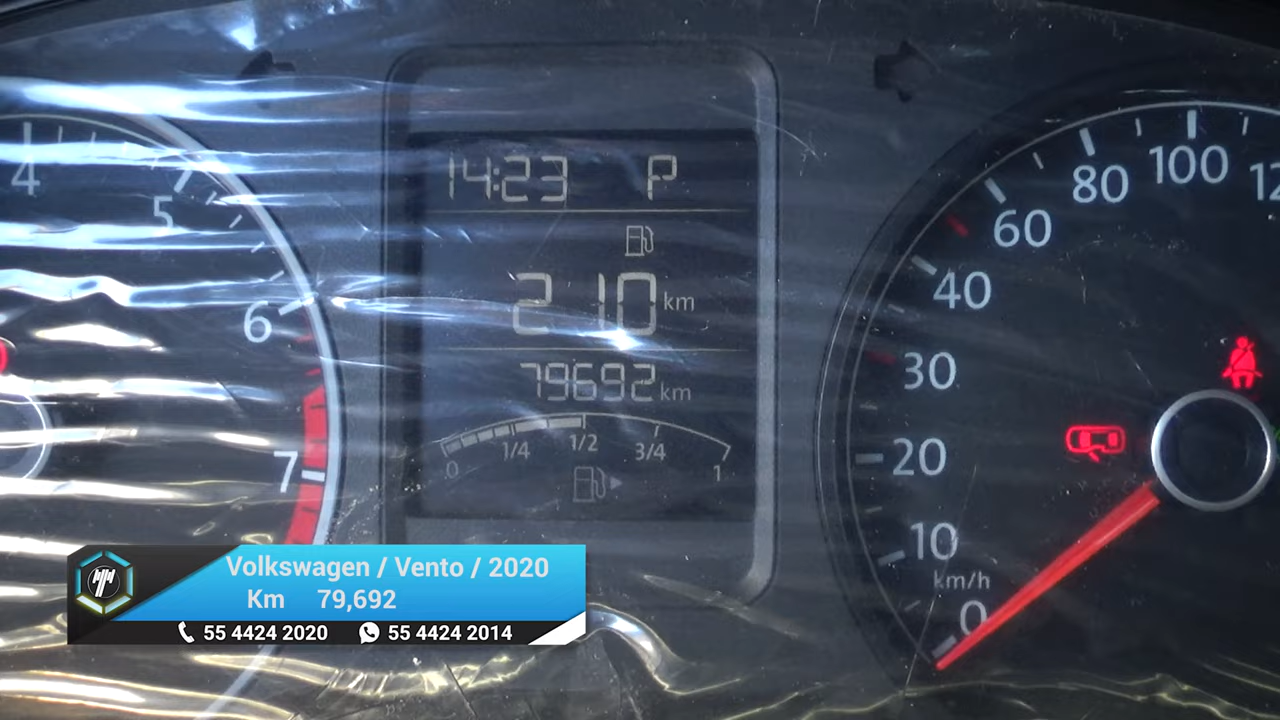 14:23 P
210 km
79692 km
0 1/4 1/2 3/4 1
4
5
6
7
0
10
20
30
40
60
80
100
km/h
Volkswagen / Vento / 2020
Km 79,692
55 4424 2020 55 4424 2014